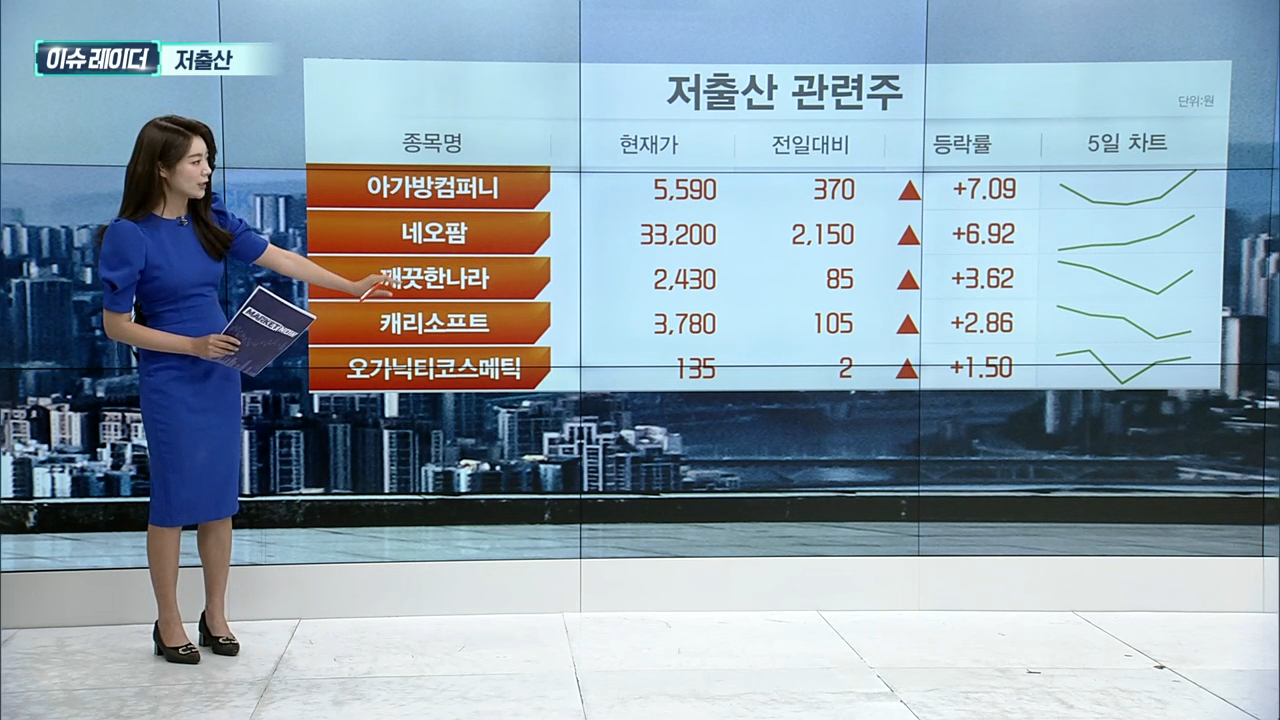 이슈 레이더 저출산
저출산 관련주
단위:원
종목명 현재가 전일대비 등락률 5일 차트
아가방컴퍼니 5,590 370 ▲ +7.09
네오팜 33,200 2,150 ▲ +6.92
깨끗한나라 2,430 85 ▲ +3.62
캐리소프트 3,780 105 ▲ +2.86
오가닉티코스메틱 135 2 ▲ +1.50
MARKET